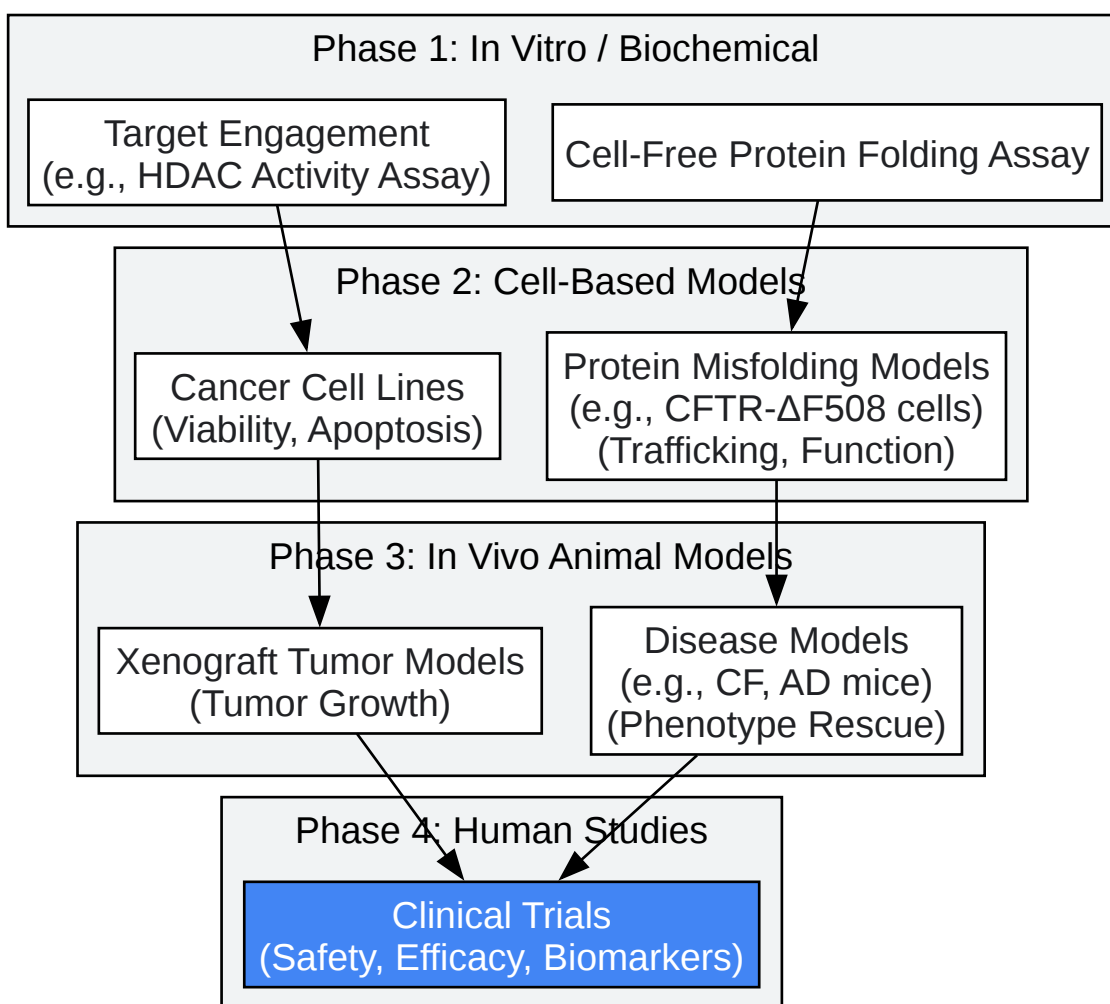 Phase 1: In Vitro / Biochemical
Target Engagement
(e.g., HDAC Activity Assay)
Cell-Free Protein Folding Assay
Phase 2: Cell-Based Models
Cancer Cell Lines
(Viability, Apoptosis)
Protein Misfolding Models
(e.g., CFTR-ΔF508 cells)
(Trafficking, Function)
Phase 3: In Vivo Animal Models
Xenograft Tumor Models
(Tumor Growth)
Disease Models
(e.g., CF, AD mice)
(Phenotype Rescue)
Phase 4: Human Studies
Clinical Trials
(Safety, Efficacy, Biomarkers)